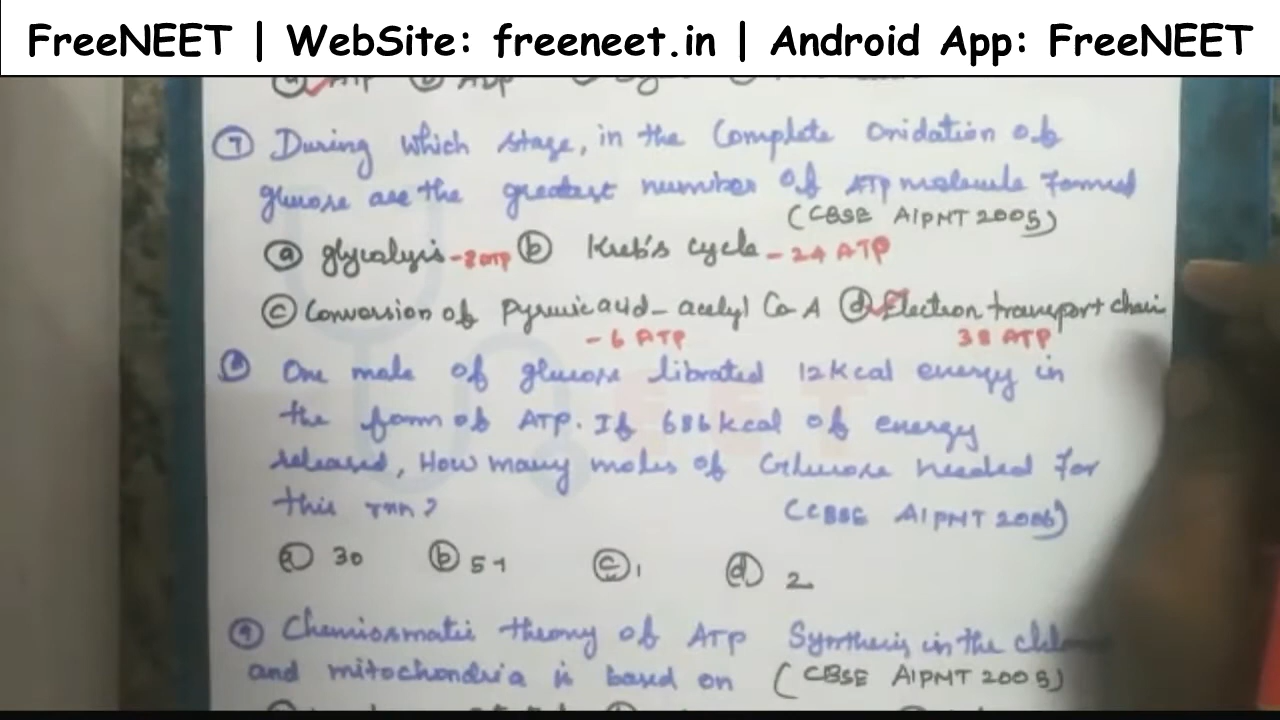 FreeNEET | WebSite: freeneet.in | Android App: FreeNEET
a ATP b ADP
7 During which stage, in the Complete Oxidation of
glucose are the greatest number of ATP molecule formed
(CBSE AIPMT 2005)
a glycolysis -8 ATP b Kreb's cycle - 24 ATP
c Conversion of Pyruvic acid - acetyl Co-A d Electron transport chain
- 6 ATP 38 ATP
8 One mole of glucose librated 12kcal energy in
the form of ATP. If 686kcal of energy
released, How many moles of Glucose needed for
this rxn?
(CBSE AIPMT 2006)
a 30 b 57 c 1 d 2
9 Chemiosmatic theory of ATP Synthesis in the
and mitochondria is based on (CBSE AIPMT 2005)